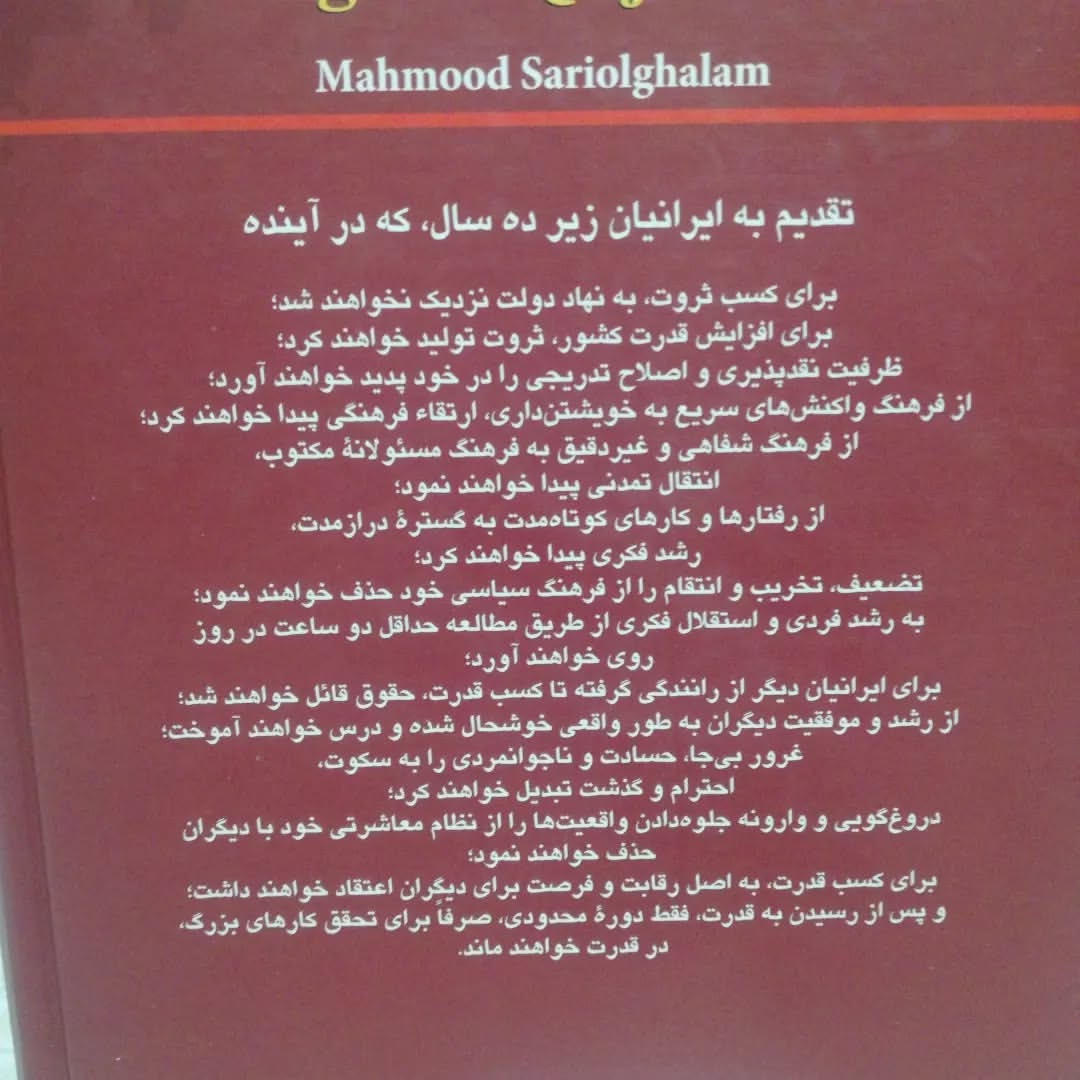 Mahmood Sariolghalam
تقدیم به ایرانیان زیر ده سال، که در آینده
برای کسب ثروت، به نهاد دولت نزدیک نخواهند شد؛
برای افزایش قدرت کشور، ثروت تولید خواهند کرد؛
ظرفیت نقدپذیری و اصلاح تدریجی را در خود پدید خواهند آورد؛
از فرهنگ واکنش‌های سریع به خویشتن‌داری، ارتقاء فرهنگی پیدا خواهند کرد؛
از فرهنگ شفاهی و غیردقیق به فرهنگ مسئولانهٔ مکتوب،
انتقال تمدنی پیدا خواهند نمود؛
از رفتارها و کارهای کوتاه‌مدت به گسترهٔ درازمدت،
رشد فکری پیدا خواهند کرد؛
تضعیف، تخریب و انتقام را از فرهنگ سیاسی خود حذف خواهند نمود؛
به رشد فردی و استقلال فکری از طریق مطالعه حداقل دو ساعت در روز
روی خواهند آورد؛
برای ایرانیان دیگر از رانندگی گرفته تا کسب قدرت، حقوق قائل خواهند شد؛
از رشد و موفقیت دیگران به طور واقعی خوشحال شده و درس خواهند آموخت؛
غرور بی‌جا، حسادت و ناجوانمردی را به سکوت،
احترام و گذشت تبدیل خواهند کرد؛
دروغ‌گویی و وارونه جلوه‌دادن واقعیت‌ها را از نظام معاشرتی خود با دیگران
حذف خواهند نمود؛
برای کسب قدرت، به اصل رقابت و فرصت برای دیگران اعتقاد خواهند داشت؛
و پس از رسیدن به قدرت، فقط دورهٔ محدودی، صرفاً برای تحقق کارهای بزرگ،
در قدرت خواهند ماند.